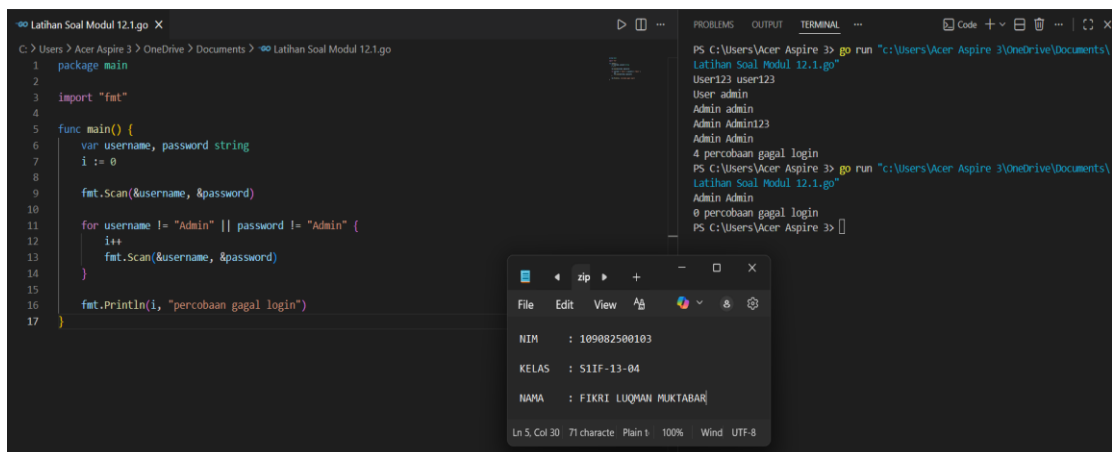 Latihan Soal Modul 12.1.go
C: > Users > Acer Aspire 3 > OneDrive > Documents > Latihan Soal Modul 12.1.go
1 package main
2
3 import "fmt"
4
5 func main() {
6 var username, password string
7 i := 0
8
9 fmt.Scan(&username, &password)
10
11 for username != "Admin" || password != "Admin" {
12 i++
13 fmt.Scan(&username, &password)
14 }
15
16 fmt.Println(i, "percobaan gagal login")
17 }
PROBLEMS OUTPUT TERMINAL ... Code
PS C:\Users\Acer Aspire 3> go run "c:\Users\Acer Aspire 3\OneDrive\Documents\
Latihan Soal Modul 12.1.go"
User123 user123
User admin
Admin admin
Admin Admin123
Admin Admin
4 percobaan gagal login
PS C:\Users\Acer Aspire 3> go run "c:\Users\Acer Aspire 3\OneDrive\Documents\
Latihan Soal Modul 12.1.go"
Admin Admin
0 percobaan gagal login
PS C:\Users\Acer Aspire 3>
zip
File Edit View
NIM : 109082500103
KELAS : S1IF-13-04
NAMA : FIKRI LUQMAN MUKTABAR
Ln 5, Col 30 71 characte Plain t 100% Wind UTF-8